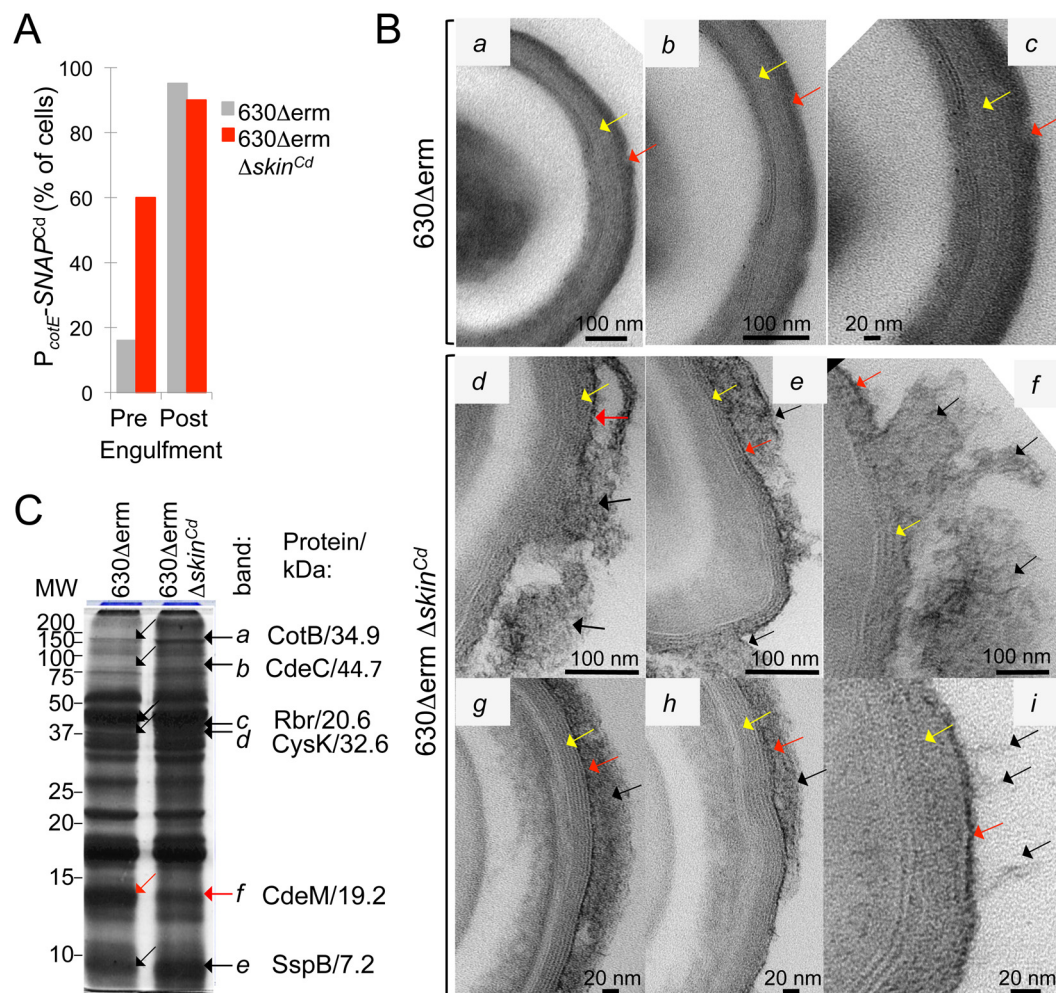 A
P_cotE-SNAP^Cd (% of cells)
100
80
60
40
20
0
Pre Post
Engulfment
630Δerm
630Δerm
Δskin^Cd
B
630Δerm
a
100 nm
b
100 nm
c
20 nm
630Δerm Δskin^Cd
d
100 nm
e
100 nm
f
100 nm
g
20 nm
h
20 nm
i
20 nm
C
630Δerm
630Δerm
Δskin^Cd
band:
Protein/
kDa:
MW
200
150
100
75
50
37
25
20
15
10
a CotB/34.9
b CdeC/44.7
c Rbr/20.6
d CysK/32.6
f CdeM/19.2
e SspB/7.2